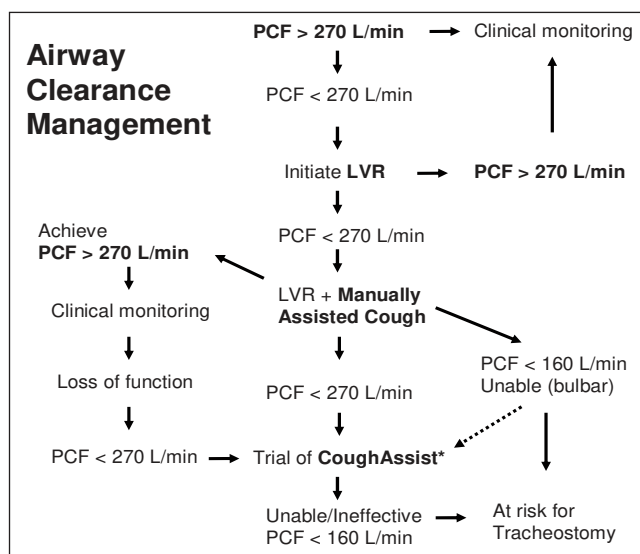 Airway
Clearance
Management
PCF > 270 L/min
Clinical monitoring
PCF < 270 L/min
Initiate LVR
PCF > 270 L/min
PCF < 270 L/min
Achieve
PCF > 270 L/min
Clinical monitoring
Loss of function
PCF < 270 L/min
LVR + Manually
Assisted Cough
PCF < 270 L/min
PCF < 160 L/min
Unable (bulbar)
Trial of CoughAssist*
Unable/Ineffective
PCF < 160 L/min
At risk for
Tracheostomy